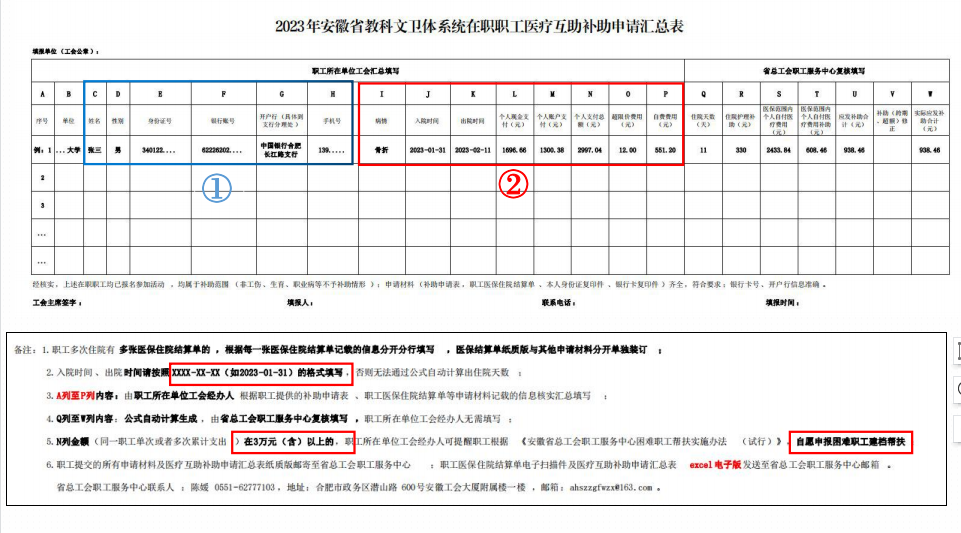 2023年安徽省教科文卫体系统在职职工医疗互助补助申请汇总表
填报单位（工会公章）：
职工所在单位工会汇总填写 省总工会职工服务中心复核填写
A B C D E F G H I J K L M N O P Q R S T U V W
序号 单位 姓名 性别 身份证号 银行账号 开户行（具体到支行分理处） 手机号 病情 入院时间 出院时间 个人现金支付（元） 个人账户支付（元） 个人支付总额（元） 超限价费用（元） 自费费用（元） 住院天数（天） 住院护理补助（元） 医保范围内个人自付医疗费用（元） 医保范围内个人自付医疗费用补助（元） 应发补助合计（元） 补助（跨期、超额）修正 实际应发补助合计（元）
例：1 ...大学 张三 男 340122.... 62226202.... 中国银行合肥长江路支行 139..... 骨折 2023-01-31 2023-02-11 1696.66 1300.38 2997.04 12.00 551.20 11 330 2433.84 608.46 938.46 938.46
2
3
...
...
① ②
经核实，上述在职职工均已报名参加活动，均属于补助范围（非工伤、生育、职业病等不予补助情形）；申请材料（补助申请表、职工医保住院结算单、本人身份证复印件、银行卡复印件）齐全，符合要求；银行卡号、开户行信息准确。
工会主席签字： 填报人： 联系电话： 填报时间：
备注：1. 职工多次住院有 多张医保住院结算单的 ，根据每一张医保住院结算单记载的信息分开分行填写 ，医保结算单纸质版与其他申请材料分开单独装订 ；
2. 入院时间、出院 时间请按照 XXXX-XX-XX（如2023-01-31）的格式填写，否则无法通过公式自动计算出住院天数 ；
3. A列至P列内容：由职工所在单位工会经办人 根据职工提供的补助申请表、职工医保住院结算单等申请材料记载的信息核实汇总填写 ；
4. Q列至W列内容：公式自动计算生成 ，由省总工会职工服务中心复核填写 ，职工所在单位工会经办人无需填写 ；
5. N列金额（同一职工单次或者多次累计支出 ）在3万元（含）以上的，职工所在单位工会经办人可提醒职工根据 《安徽省总工会职工服务中心困难职工帮扶实施办法 （试行）》，自愿申报困难职工建档帮扶
6. 职工提交的所有申请材料及医疗互助补助申请汇总表纸质版邮寄至省总工会职工服务中心 ；职工医保住院结算单电子扫描件及医疗互助补助申请汇总表 excel电子版 发送至省总工会职工服务中心邮箱 。
省总工会职工服务中心联系人 ：陈媛 0551-62777103 ，地址：合肥市政务区潜山路 600号安徽工会大厦附属楼一楼 ，邮箱：ahszzgfwzx@163.com 。